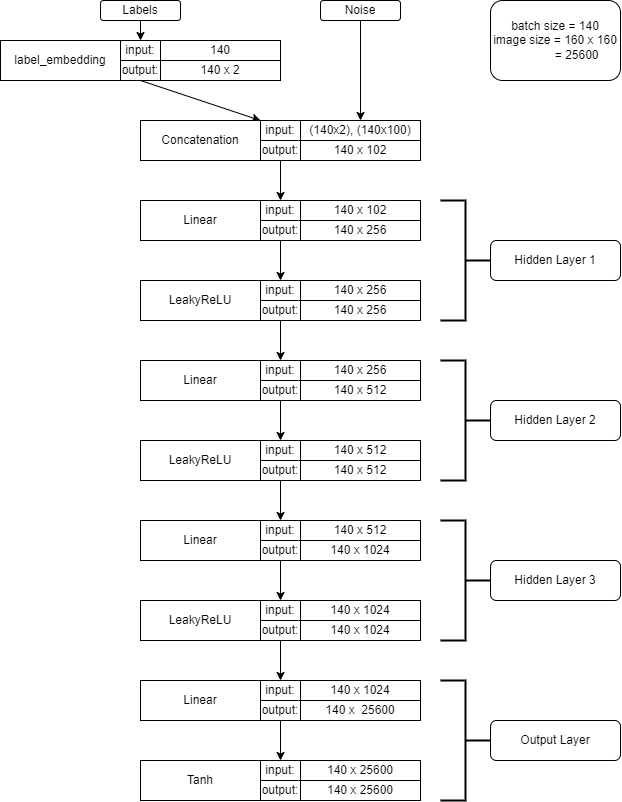 Labels
Noise
batch size = 140
image size = 160 x 160
= 25600
label_embedding
input:
140
output:
140 x 2
Concatenation
input:
(140x2), (140x100)
output:
140 x 102
Linear
input:
140 x 102
output:
140 x 256
Hidden Layer 1
LeakyReLU
input:
140 x 256
output:
140 x 256
Linear
input:
140 x 256
output:
140 x 512
Hidden Layer 2
LeakyReLU
input:
140 x 512
output:
140 x 512
Linear
input:
140 x 512
output:
140 x 1024
Hidden Layer 3
LeakyReLU
input:
140 x 1024
output:
140 x 1024
Linear
input:
140 x 1024
output:
140 x 25600
Output Layer
Tanh
input:
140 x 25600
output:
140 x 25600